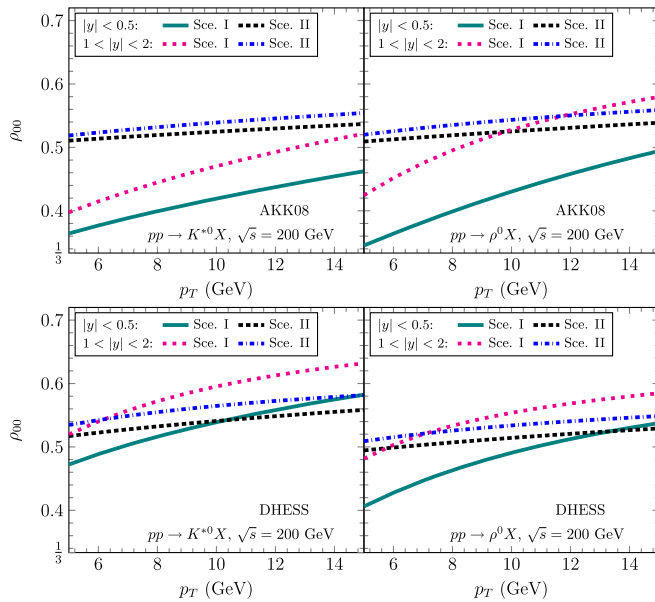 |y| < 0.5: Sce. I Sce. II
1 < |y| < 2: Sce. I Sce. II
|y| < 0.5: Sce. I Sce. II
1 < |y| < 2: Sce. I Sce. II
0.7
0.6
0.5
0.4
1/3
ρ₀₀
AKK08
pp → K*⁰X, √s = 200 GeV
AKK08
pp → ρ⁰X, √s = 200 GeV
6 8 10 12 14
6 8 10 12 14
p_T (GeV)
p_T (GeV)
|y| < 0.5: Sce. I Sce. II
1 < |y| < 2: Sce. I Sce. II
|y| < 0.5: Sce. I Sce. II
1 < |y| < 2: Sce. I Sce. II
0.7
0.6
0.5
0.4
1/3
ρ₀₀
DHESS
pp → K*⁰X, √s = 200 GeV
DHESS
pp → ρ⁰X, √s = 200 GeV
6 8 10 12 14
6 8 10 12 14
p_T (GeV)
p_T (GeV)